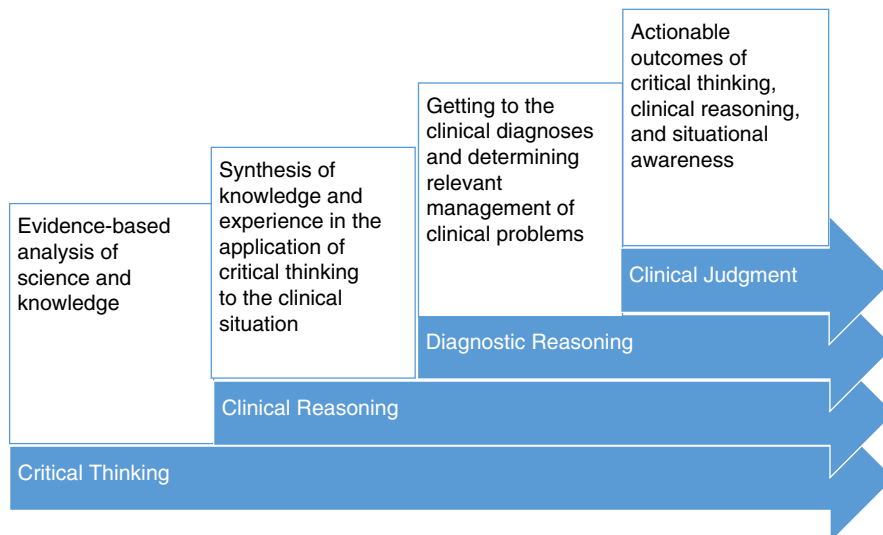 Evidence-based
analysis of
science and
knowledge
Critical Thinking
Synthesis of
knowledge and
experience in the
application of
critical thinking
to the clinical
situation
Clinical Reasoning
Getting to the
clinical diagnoses
and determining
relevant
management of
clinical problems
Diagnostic Reasoning
Actionable
outcomes of
critical thinking,
clinical reasoning,
and situational
awareness
Clinical Judgment